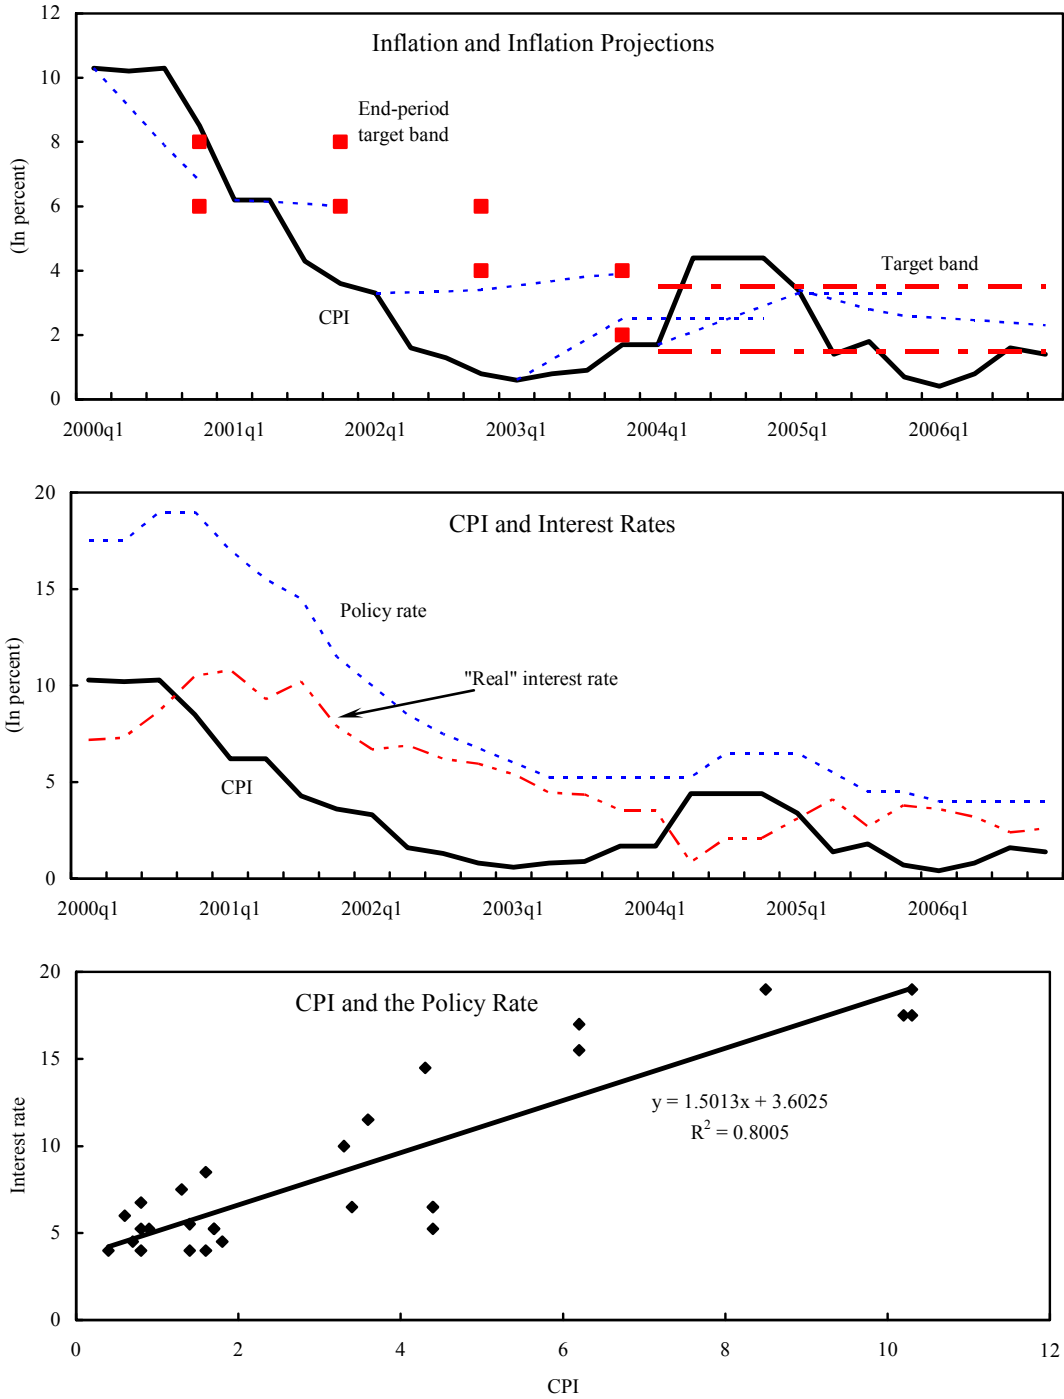 Inflation and Inflation Projections
(In percent)
12
10
8
6
4
2
0
End-period
target band
Target band
CPI
2000q1 2001q1 2002q1 2003q1 2004q1 2005q1 2006q1
CPI and Interest Rates
(In percent)
20
15
10
5
0
Policy rate
"Real" interest rate
CPI
2000q1 2001q1 2002q1 2003q1 2004q1 2005q1 2006q1
CPI and the Policy Rate
Interest rate
20
15
10
5
0
y = 1.5013x + 3.6025
R² = 0.8005
0 2 4 6 8 10 12
CPI